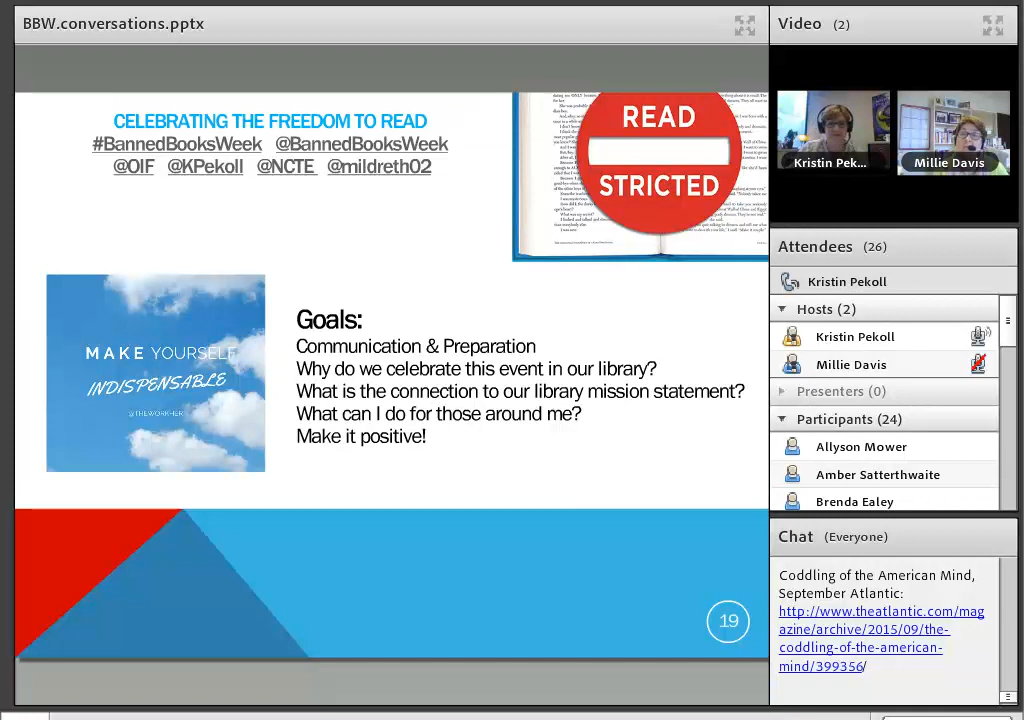 BBW.conversations.pptx
CELEBRATING THE FREEDOM TO READ
#BannedBooksWeek @BannedBooksWeek
@OIF @KPekoll @NCTE @mildreth02
READ
STRICTED
MAKE YOURSELF
INDISPENSABLE
@THEWORKHER
Goals:
Communication & Preparation
Why do we celebrate this event in our library?
What is the connection to our library mission statement?
What can I do for those around me?
Make it positive!
19
Video (2)
Kristin Pek...
Millie Davis
Attendees (26)
Kristin Pekoll
Hosts (2)
Kristin Pekoll
Millie Davis
Presenters (0)
Participants (24)
Allyson Mower
Amber Satterthwaite
Brenda Ealey
Chat (Everyone)
Coddling of the American Mind,
September Atlantic:
http://www.theatlantic.com/mag
azine/archive/2015/09/the-
coddling-of-the-american-
mind/399356/